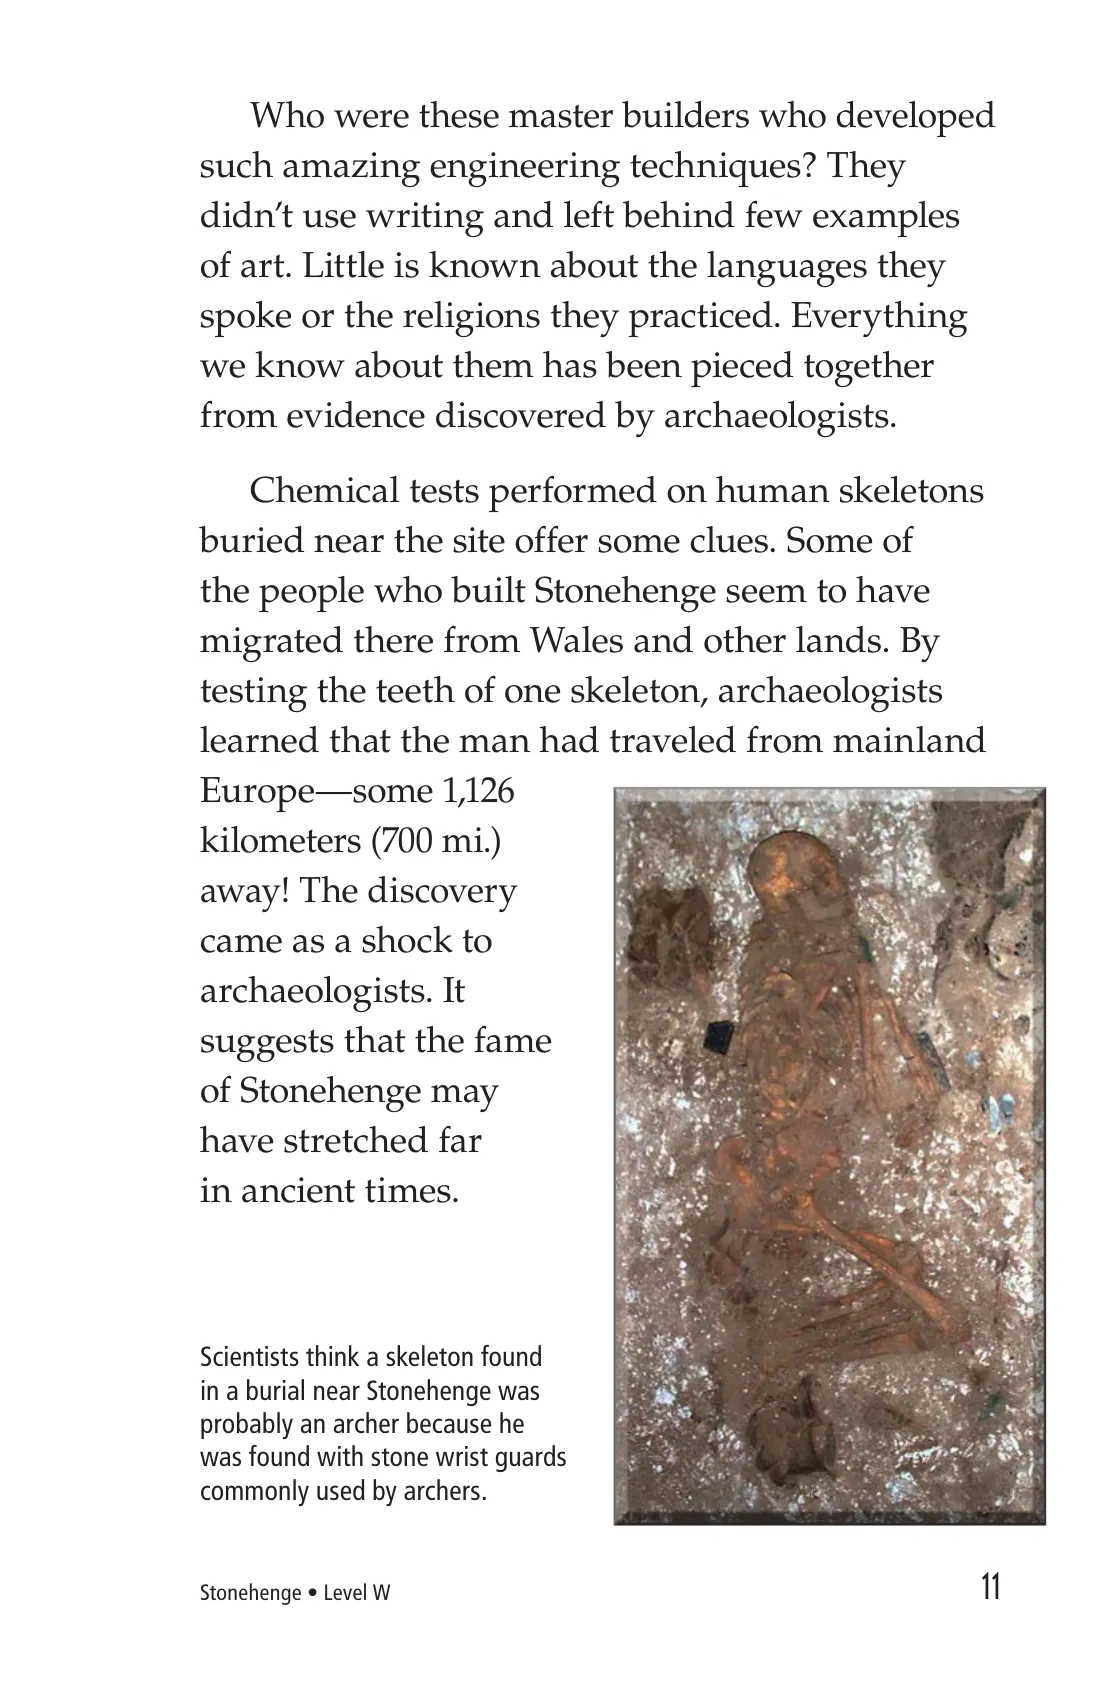 Who were these master builders who developed
such amazing engineering techniques? They
didn’t use writing and left behind few examples
of art. Little is known about the languages they
spoke or the religions they practiced. Everything
we know about them has been pieced together
from evidence discovered by archaeologists.
Chemical tests performed on human skeletons
buried near the site offer some clues. Some of
the people who built Stonehenge seem to have
migrated there from Wales and other lands. By
testing the teeth of one skeleton, archaeologists
learned that the man had traveled from mainland
Europe—some 1,126
kilometers (700 mi.)
away! The discovery
came as a shock to
archaeologists. It
suggests that the fame
of Stonehenge may
have stretched far
in ancient times.
Scientists think a skeleton found
in a burial near Stonehenge was
probably an archer because he
was found with stone wrist guards
commonly used by archers.
Stonehenge • Level W
11